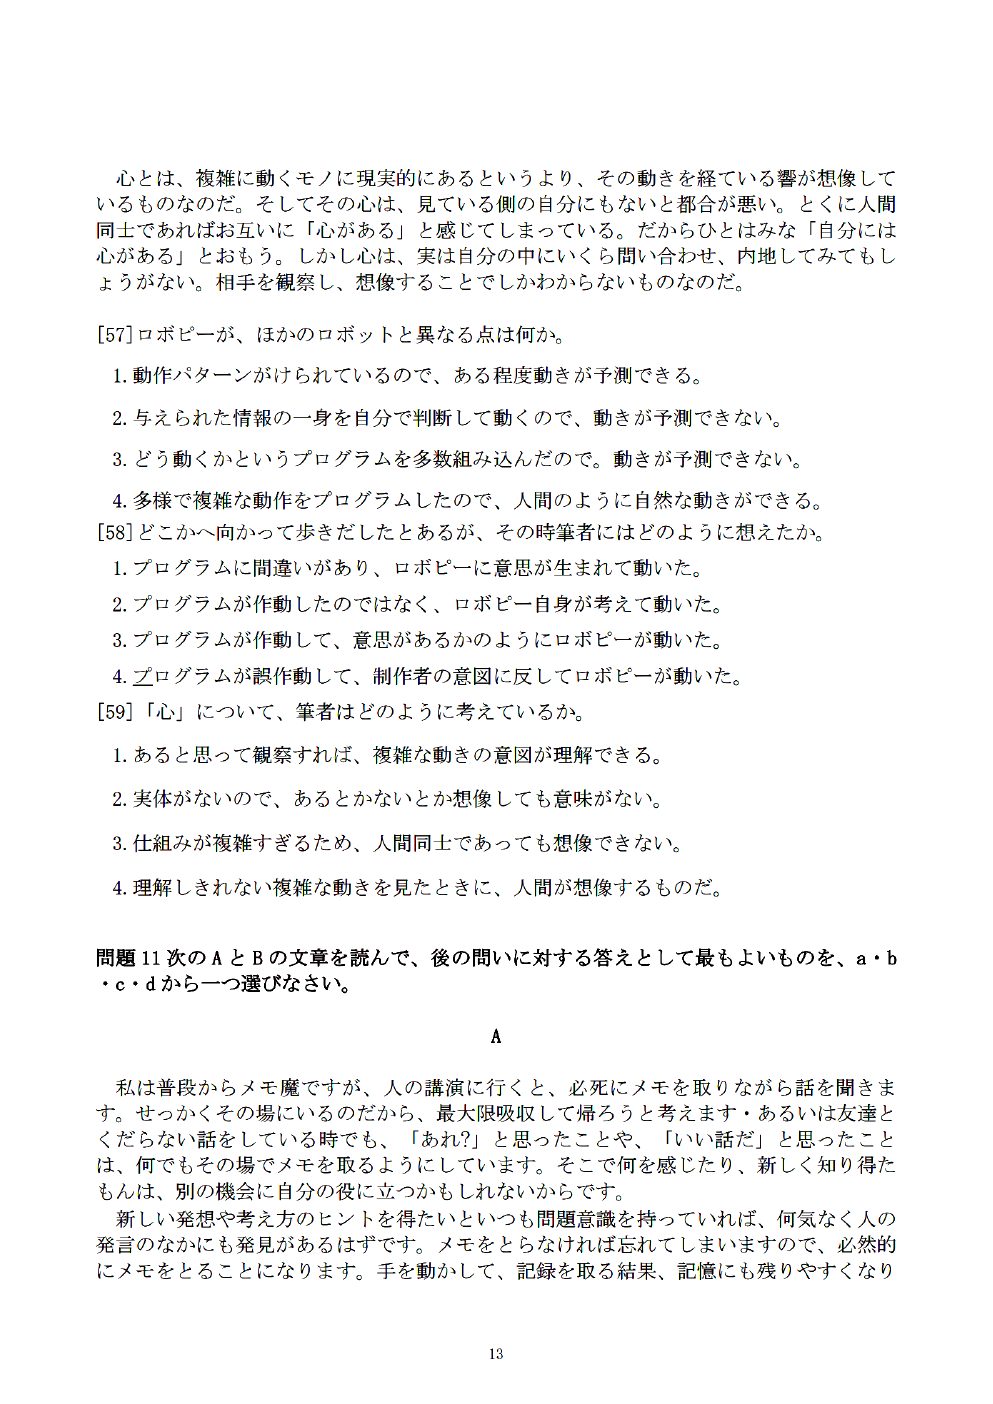 心とは、複雑に動くモノに現実的にあるというより、その動きを経ている響が想像して
いるものなのだ。そしてその心は、見ている側の自分にもないと都合が悪い。とくに人間
同士であればお互いに「心がある」と感じてしまっている。だからひとはみな「自分には
心がある」とおもう。しかし心は、実は自分の中にいくら問い合わせ、内地してみてもし
ょうがない。相手を観察し、想像することでしかわからないものなのだ。
[57]ロボピーが、ほかのロボットと異なる点は何か。
1.動作パターンがけられているので、ある程度動きが予測できる。
2.与えられた情報の一身を自分で判断して動くので、動きが予測できない。
3.どう動くかというプログラムを多数組み込んだので。動きが予測できない。
4.多様で複雑な動作をプログラムしたので、人間のように自然な動きができる。
[58]どこかへ向かって歩きだしたとあるが、その時筆者にはどのように想えたか。
1.プログラムに間違いがあり、ロボピーに意思が生まれて動いた。
2.プログラムが作動したのではなく、ロボピー自身が考えて動いた。
3.プログラムが作動して、意思があるかのようにロボピーが動いた。
4.プログラムが誤作動して、制作者の意図に反してロボピーが動いた。
[59]「心」について、筆者はどのように考えているか。
1.あると思って観察すれば、複雑な動きの意図が理解できる。
2.実体がないので、あるとかないとか想像しても意味がない。
3.仕組みが複雑すぎるため、人間同士であっても想像できない。
4.理解しきれない複雑な動きを見たときに、人間が想像するものだ。
問題 11 次の A と B の文章を読んで、後の問いに対する答えとして最もよいものを、a・b
・c・d から一つ選びなさい。
A
私は普段からメモ魔ですが、人の講演に行くと、必死にメモを取りながら話を聞きま
す。せっかくその場にいるのだから、最大限吸収して帰ろうと考えます・あるいは友達と
くだらない話をしている時でも、「あれ?」と思ったことや、「いい話だ」と思ったこと
は、何でもその場でメモを取るようにしています。そこで何を感じたり、新しく知り得た
もんは、別の機会に自分の役に立つかもしれないからです。
新しい発想や考え方のヒントを得たいといつも問題意識を持っていれば、何気なく人の
発言のなかにも発見があるはずです。メモをとらなければ忘れてしまいますので、必然的
にメモをとることになります。手を動かして、記録を取る結果、記憶にも残りやすくなり
13